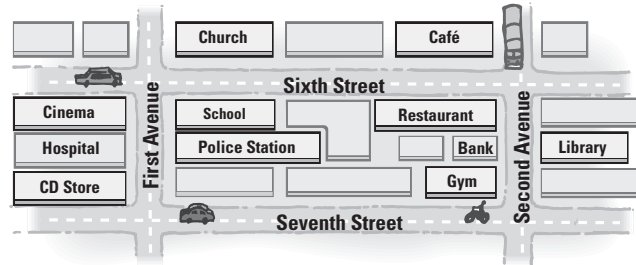 Church
Café
Sixth Street
Cinema
School
Restaurant
Hospital
First Avenue
Police Station
Bank
Second Avenue
Library
CD Store
Gym
Seventh Street